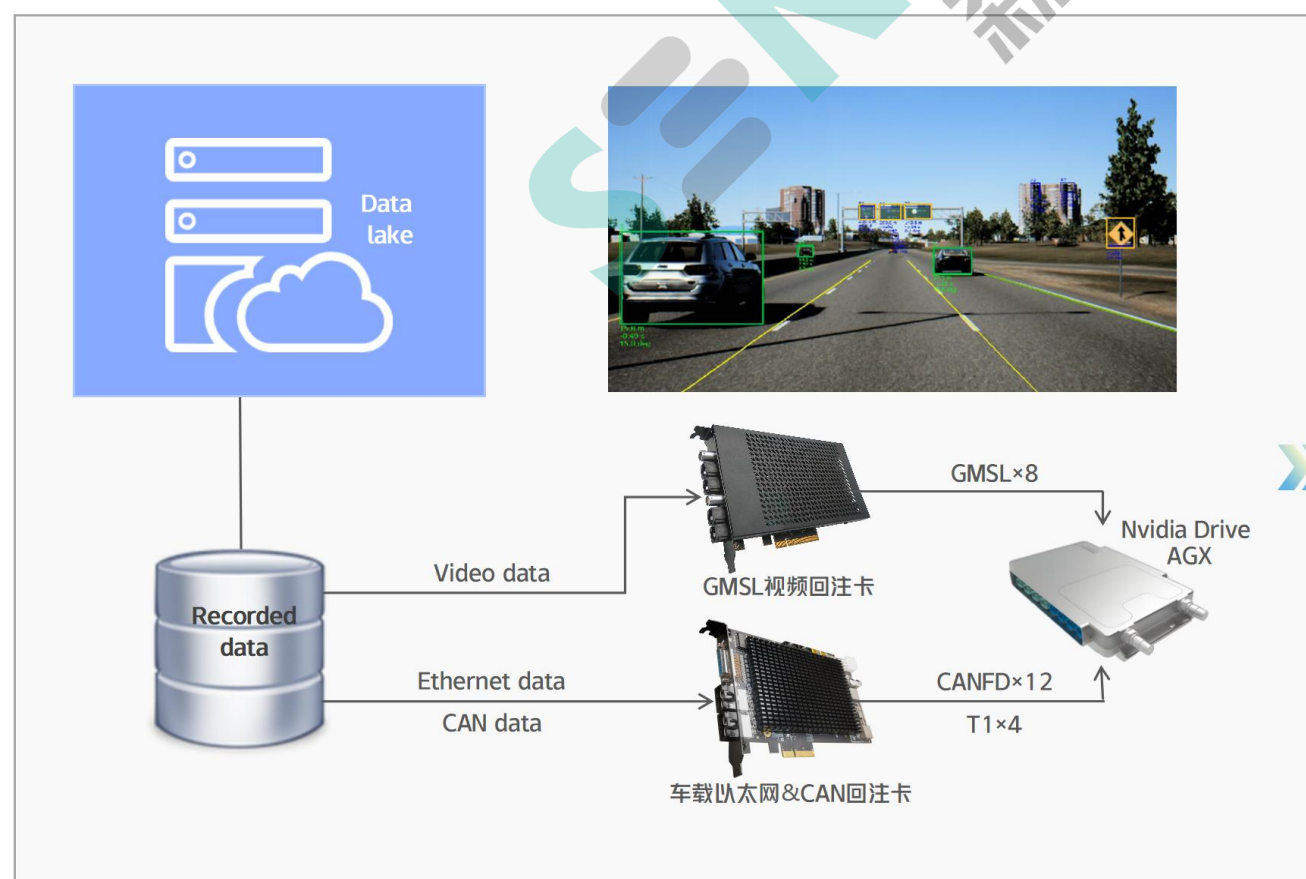 Data
lake
15.6 m
GMSL×8
Nvidia Drive
AGX
Video data
GMSL视频回注卡
Recorded
data
Ethernet data
CAN data
CANFD×12
T1×4
车载以太网&CAN回注卡